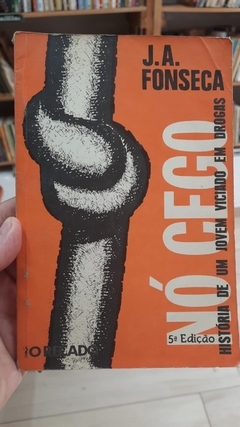 J.A.
FONSECA
NÓ CEGO
HISTÓRIA DE UM JOVEM VICIADO EM DROGAS
5ª Edição